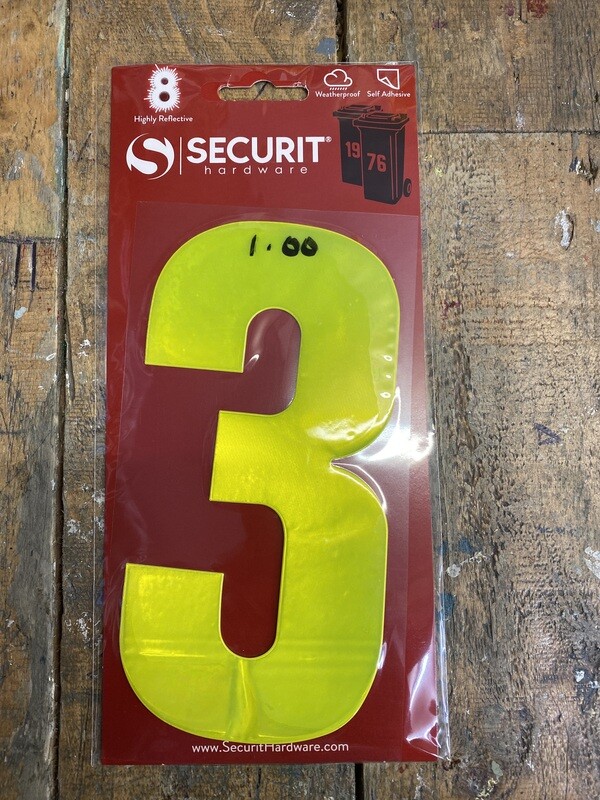 8
Highly Reflective
Weatherproof
Self Adhesive
SECURIT®
hardware
19
76
1.00
3
www.SecuritHardware.com